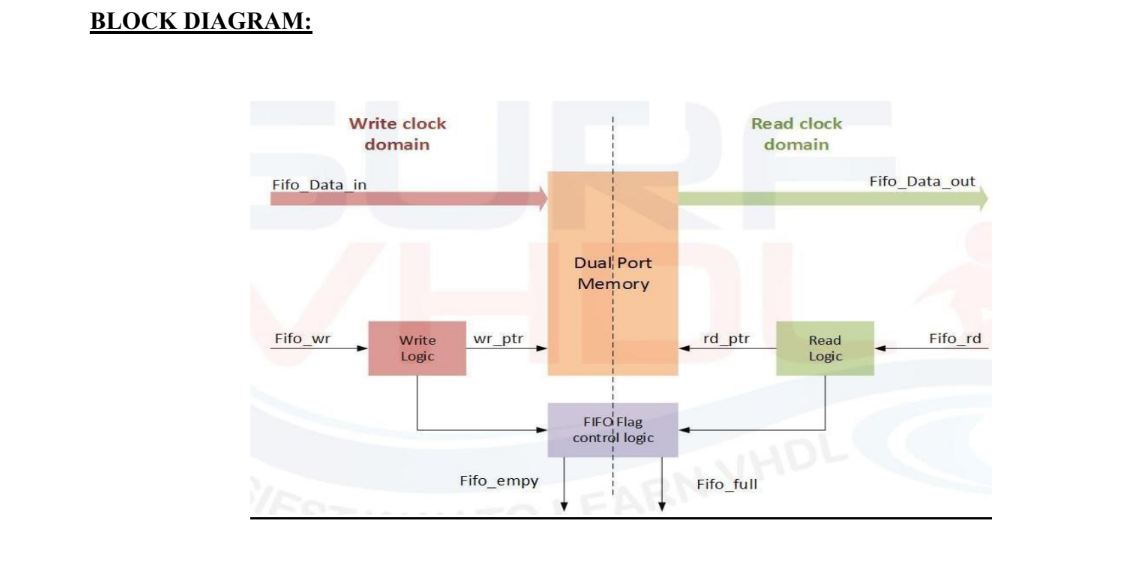 BLOCK DIAGRAM:
Write clock
domain
Read clock
domain
Fifo_Data_in
Fifo_Data_out
Dual Port
Memory
Fifo_wr
Write
Logic
wr_ptr
rd_ptr
Read
Logic
Fifo_rd
FIFO Flag
control logic
Fifo_empy
Fifo_full
SURF
VHDL
TO LEARN VHDL